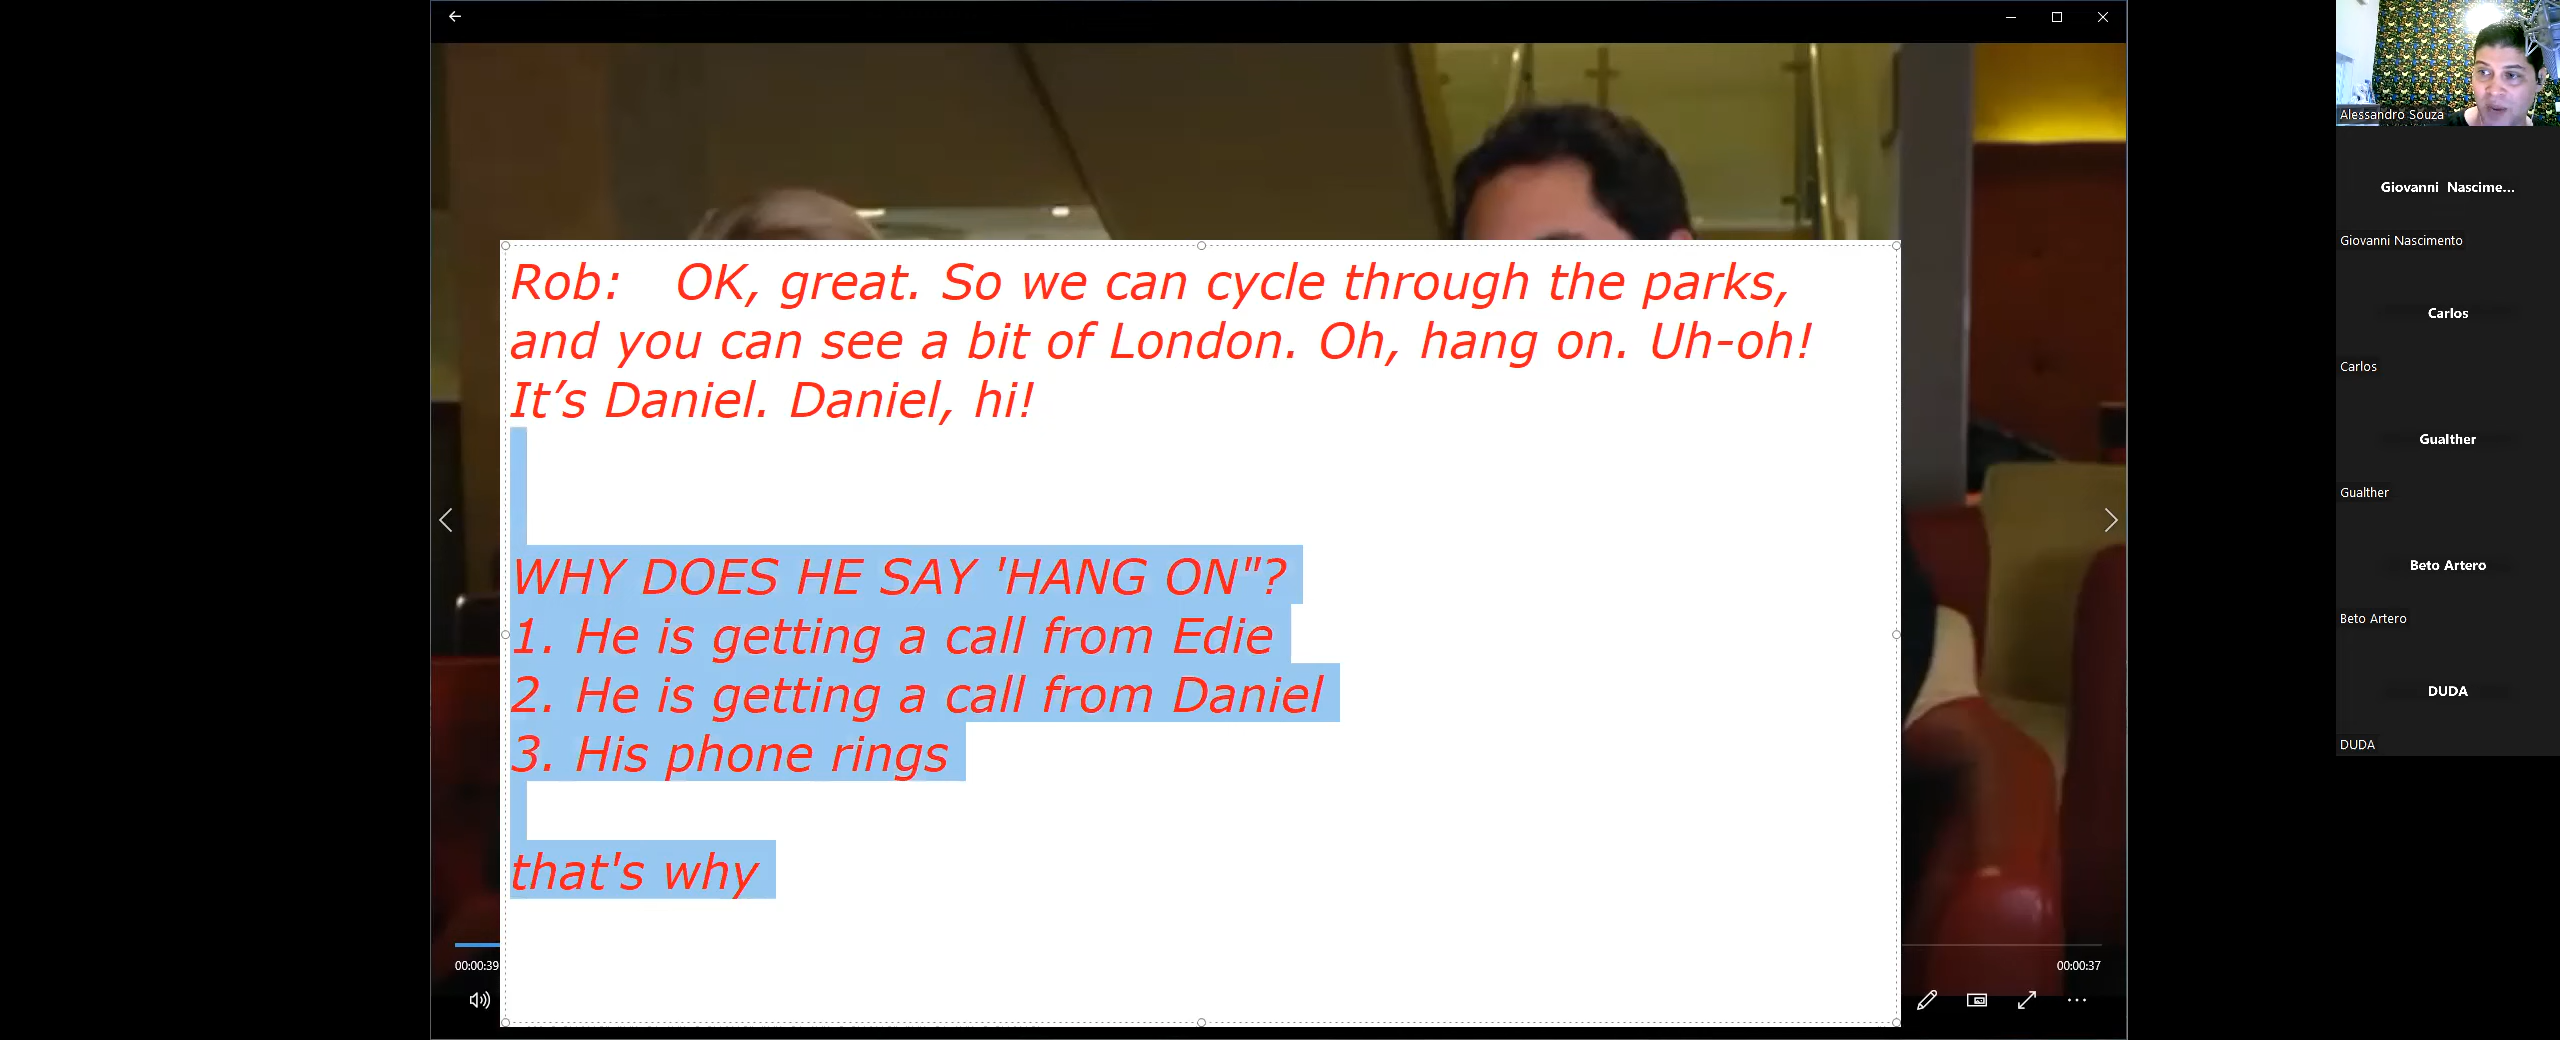 Rob: OK, great. So we can cycle through the parks,
and you can see a bit of London. Oh, hang on. Uh-oh!
It’s Daniel. Daniel, hi!
WHY DOES HE SAY 'HANG ON"?
1. He is getting a call from Edie
2. He is getting a call from Daniel
3. His phone rings
that's why
00:00:39
00:00:37
Alessandro Souza
Giovanni Nascime...
Giovanni Nascimento
Carlos
Carlos
Gualther
Gualther
Beto Artero
Beto Artero
DUDA
DUDA